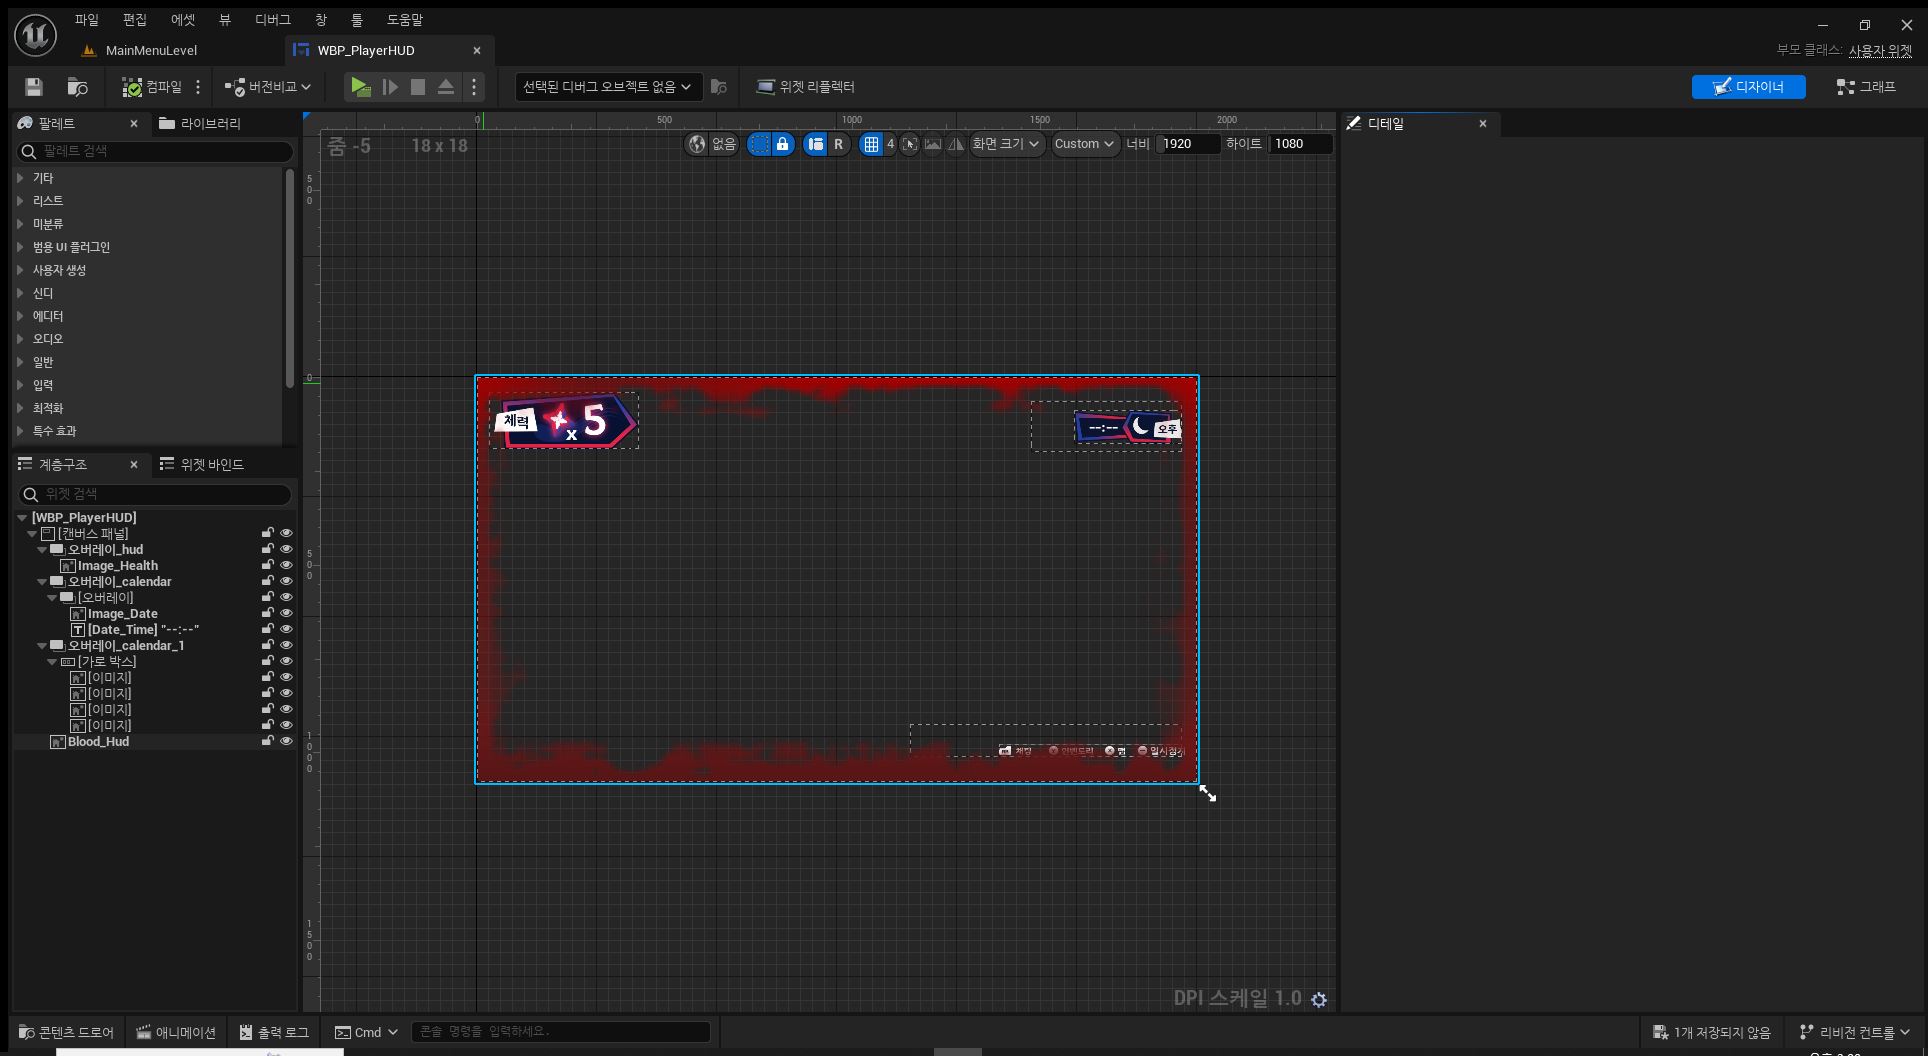 파일 편집 에셋 뷰 디버그 창 툴 도움말
MainMenuLevel
WBP_PlayerHUD
부모 클래스: 사용자 위젯
컴파일
버전비교
선택된 디버그 오브젝트 없음
위젯 리플렉터
디자이너
그래프
팔레트
라이브러리
팔레트 검색
기타
리스트
미분류
범용 UI 플러그인
사용자 생성
신디
에디터
오디오
일반
입력
최적화
특수 효과
계층구조
위젯 바인드
위젯 검색
[WBP_PlayerHUD]
[캔버스 패널]
오버레이_hud
Image_Health
오버레이_calendar
[오버레이]
Image_Date
[Date_Time] "--:--"
오버레이_calendar_1
[가로 박스]
[이미지]
[이미지]
[이미지]
[이미지]
Blood_Hud
0 500 1000 1500 2000
줌 -5
18 x 18
없음
R
4
화면 크기
Custom
너비
1920
하이트
1080
500
0
500
1000
1500
체력
x 5
--:--
오후
채팅
인벤토리
맵
DPI 스케일 1.0
디테일
콘텐츠 드로어
애니메이션
출력 로그
Cmd
콘솔 명령을 입력하세요.
1개 저장되지 않음
리비전 컨트롤